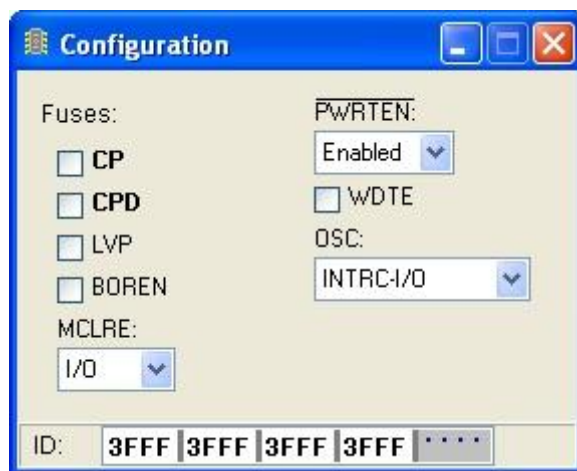 Configuration
Fuses:
CP
CPD
LVP
BOREN
MCLRE:
I/O
PWRTEN:
Enabled
WDTE
OSC:
INTRC-I/O
ID: 3FFF 3FFF 3FFF 3FFF ····